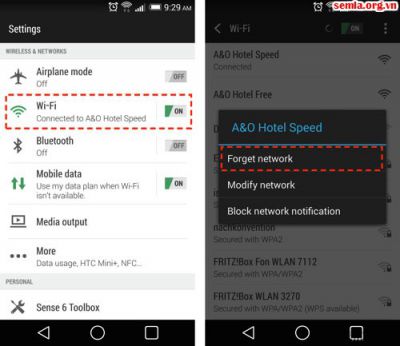 9:29 AM
Settings
WIRELESS & NETWORKS
Airplane mode
Off
OFF
Wi-Fi
Connected to A&O Hotel Speed
ON
Bluetooth
Off
OFF
Mobile data
Use my data plan when Wi-Fi
isn't available.
ON
Media output
More
Data usage, HTC Mini+, NFC...
PERSONAL
Sense 6 Toolbox
semla.org.vn
Wi-Fi
ON
A&O Hotel Speed
Connected
A&O Hotel Free
A&O Hotel Speed
Forget network
Modify network
Block network notification
Secured with WPA2
FRITZ!Box Fon WLAN 7112
Secured with WPA/WPA2
FRITZ!Box WLAN 3270
Secured with WPA/WPA2 (WPS available)